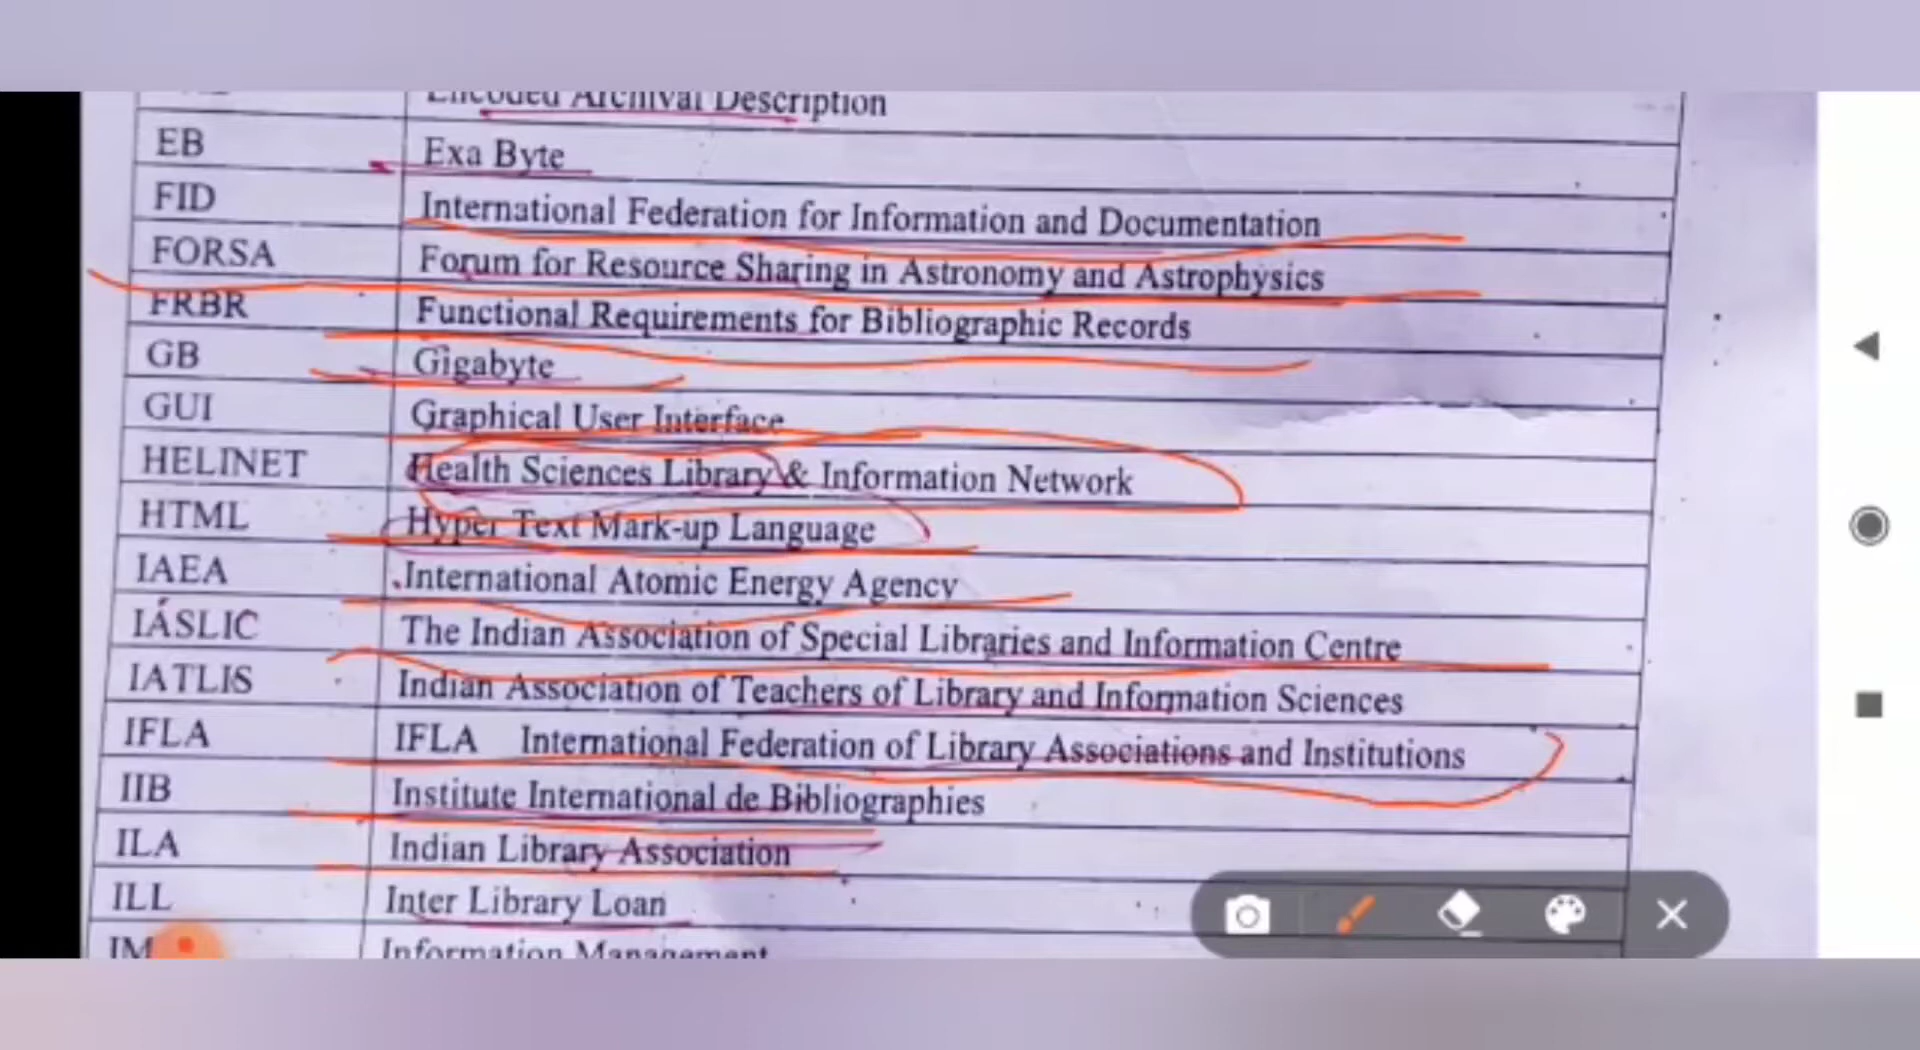 Encoded Archival Description
EB Exa Byte
FID International Federation for Information and Documentation
FORSA Forum for Resource Sharing in Astronomy and Astrophysics
FRBR Functional Requirements for Bibliographic Records
GB Gigabyte
GUI Graphical User Interface
HELINET Health Sciences Library & Information Network
HTML Hyper Text Mark-up Language
IAEA International Atomic Energy Agency
IASLIC The Indian Association of Special Libraries and Information Centre
IATLIS Indian Association of Teachers of Library and Information Sciences
IFLA IFLA International Federation of Library Associations and Institutions
IIB Institute International de Bibliographies
ILA Indian Library Association
ILL Inter Library Loan
IM Information Management